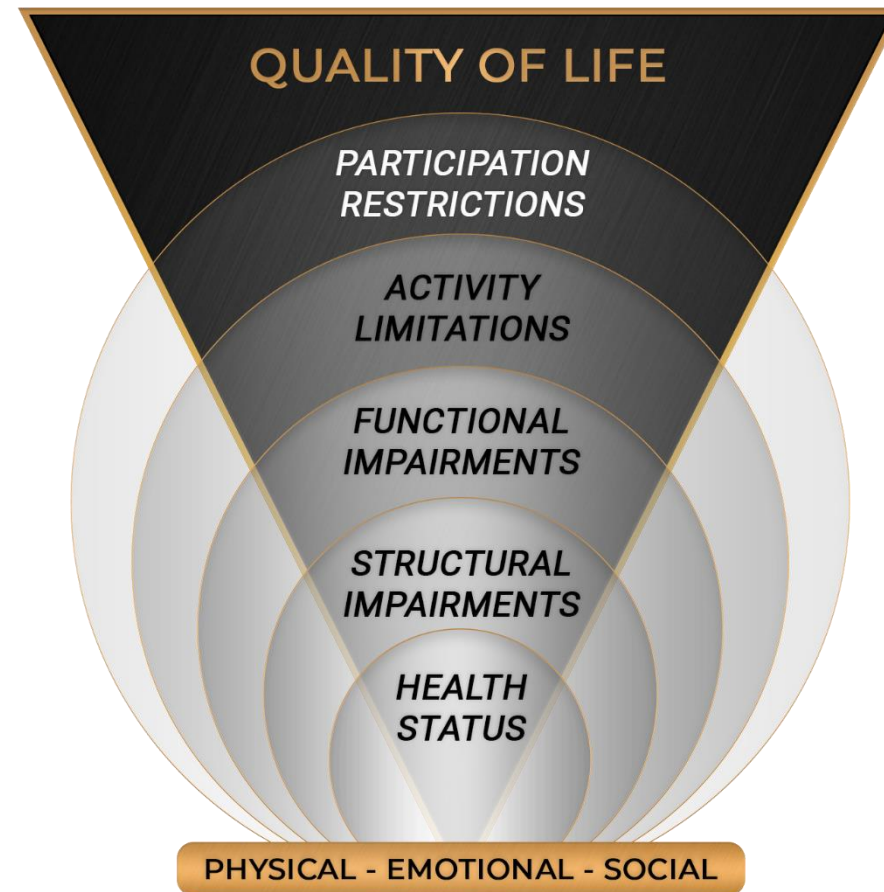 QUALITY OF LIFE
PARTICIPATION
RESTRICTIONS
ACTIVITY
LIMITATIONS
FUNCTIONAL
IMPAIRMENTS
STRUCTURAL
IMPAIRMENTS
HEALTH
STATUS
PHYSICAL - EMOTIONAL - SOCIAL